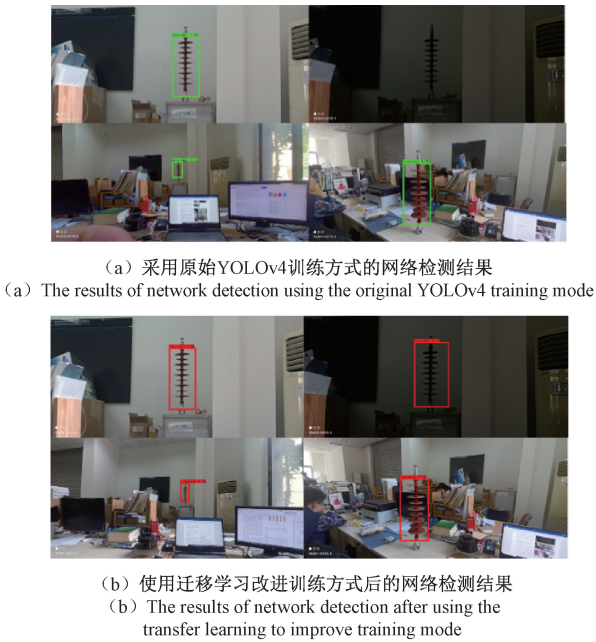 （a）采用原始YOLOv4训练方式的网络检测结果
（a）The results of network detection using the original YOLOv4 training mode
（b）使用迁移学习改进训练方式后的网络检测结果
（b）The results of network detection after using the
transfer learning to improve training mode